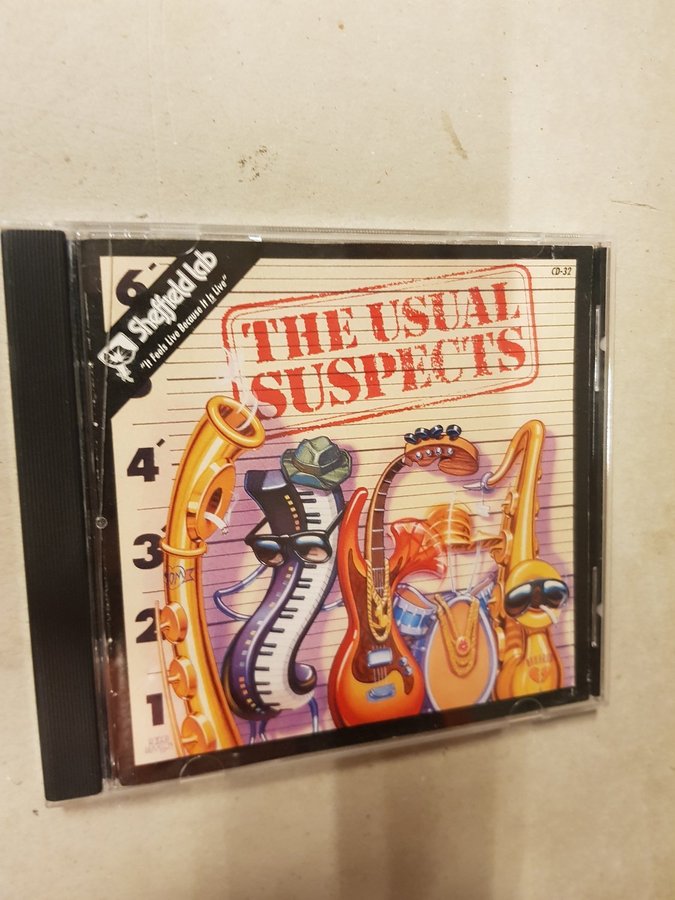 6'
Sheffield Lab
"It Feels Live Because It Is Live"
CD-32
THE USUAL
SUSPECTS
4'
3'
2'
1